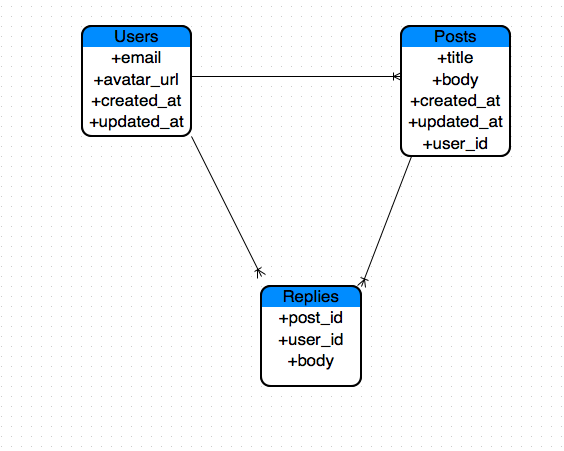 Users
+email
+avatar_url
+created_at
+updated_at
Posts
+title
+body
+created_at
+updated_at
+user_id
Replies
+post_id
+user_id
+body